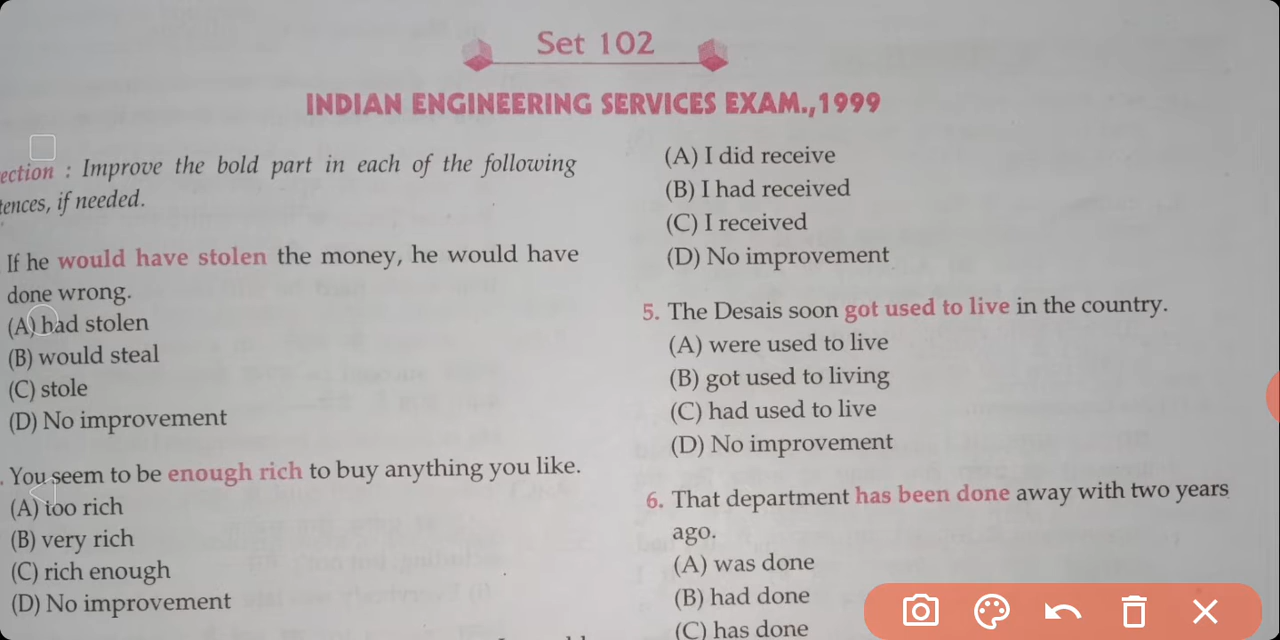 Set 102
INDIAN ENGINEERING SERVICES EXAM.,1999
ection : Improve the bold part in each of the following
tences, if needed.
If he would have stolen the money, he would have
done wrong.
(A) had stolen
(B) would steal
(C) stole
(D) No improvement
. You seem to be enough rich to buy anything you like.
(A) too rich
(B) very rich
(C) rich enough
(D) No improvement
(A) I did receive
(B) I had received
(C) I received
(D) No improvement
5. The Desais soon got used to live in the country.
(A) were used to live
(B) got used to living
(C) had used to live
(D) No improvement
6. That department has been done away with two years
ago.
(A) was done
(B) had done
(C) has done